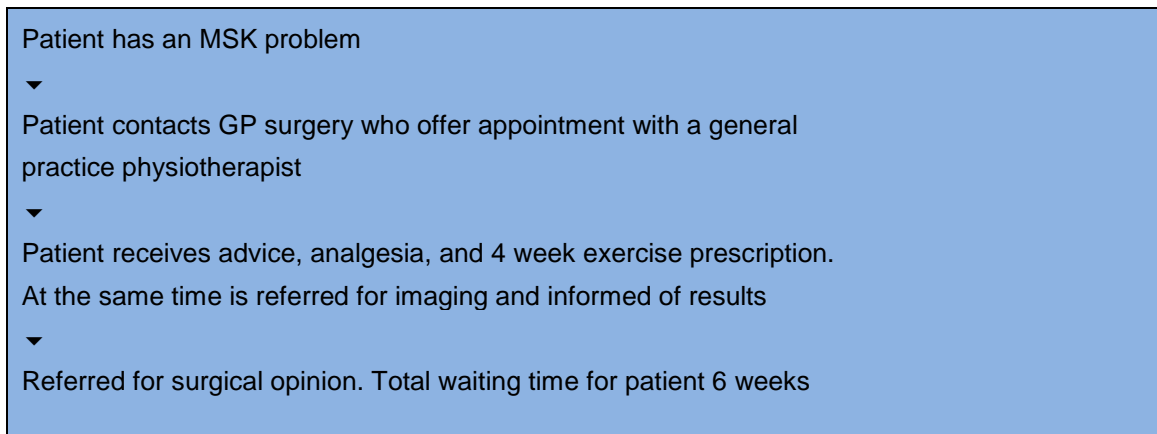 Patient has an MSK problem
Patient contacts GP surgery who offer appointment with a general
practice physiotherapist
Patient receives advice, analgesia, and 4 week exercise prescription.
At the same time is referred for imaging and informed of results
Referred for surgical opinion. Total waiting time for patient 6 weeks